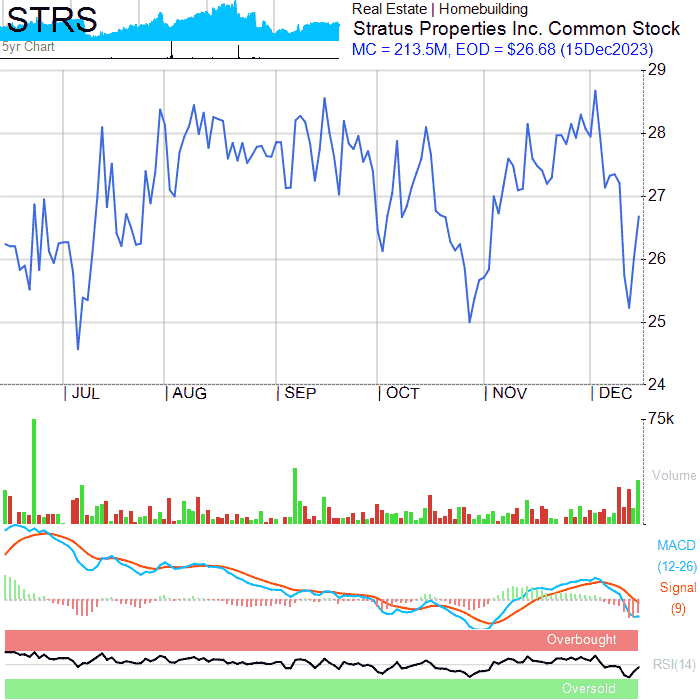 STRS
5yr Chart
Real Estate | Homebuilding
Stratus Properties Inc. Common Stock
MC = 213.5M, EOD = $26.68 (15Dec2023)
29
28
27
26
25
24
JUL AUG SEP OCT NOV DEC
75k
Volume
MACD
(12-26)
Signal
(9)
Overbought
RSI(14)
Oversold